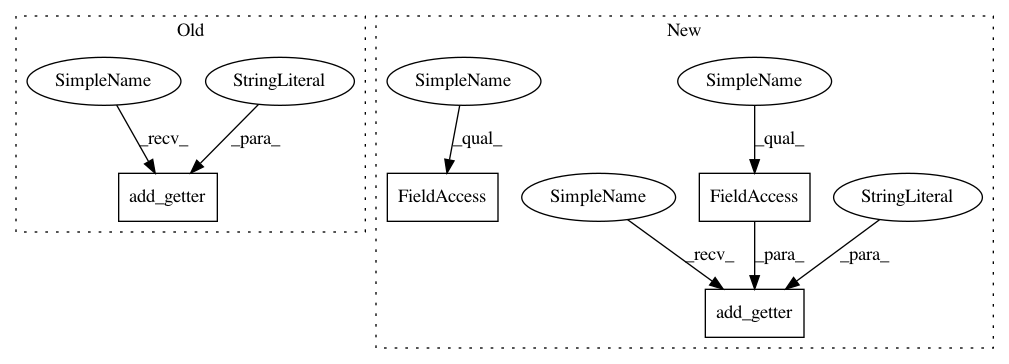 Old
New
SimpleName
StringLiteral
SimpleName
SimpleName
_recv_
_para_
_qual_
_qual_
add_getter
FieldAccess
SimpleName
FieldAccess
StringLiteral
_recv_
_para_
_para_
add_getter